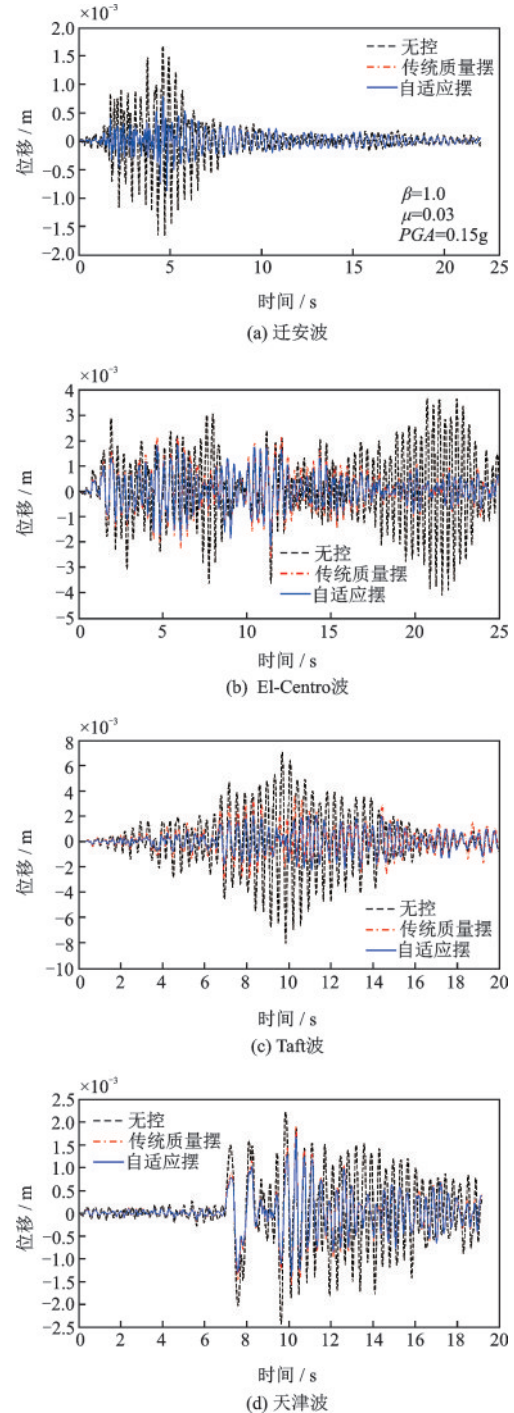 ×10⁻³
2.0
1.5
1.0
0.5
0
−0.5
−1.0
−1.5
−2.0
位移 / m
无控
传统质量摆
自适应摆
β=1.0
μ=0.03
PGA=0.15g
0 5 10 15 20 25
时间 / s
(a) 迁安波
×10⁻³
4
3
2
1
0
−1
−2
−3
−4
−5
位移 / m
无控
传统质量摆
自适应摆
0 5 10 15 20 25
时间 / s
(b) El-Centro波
×10⁻³
8
6
4
2
0
−2
−4
−6
−8
−10
位移 / m
无控
传统质量摆
自适应摆
0 2 4 6 8 10 12 14 16 18 20
时间 / s
(c) Taft波
×10⁻³
2.5
2.0
1.5
1.0
0.5
0
−0.5
−1.0
−1.5
−2.0
−2.5
位移 / m
无控
传统质量摆
自适应摆
0 2 4 6 8 10 12 14 16 18 20
时间 / s
(d) 天津波